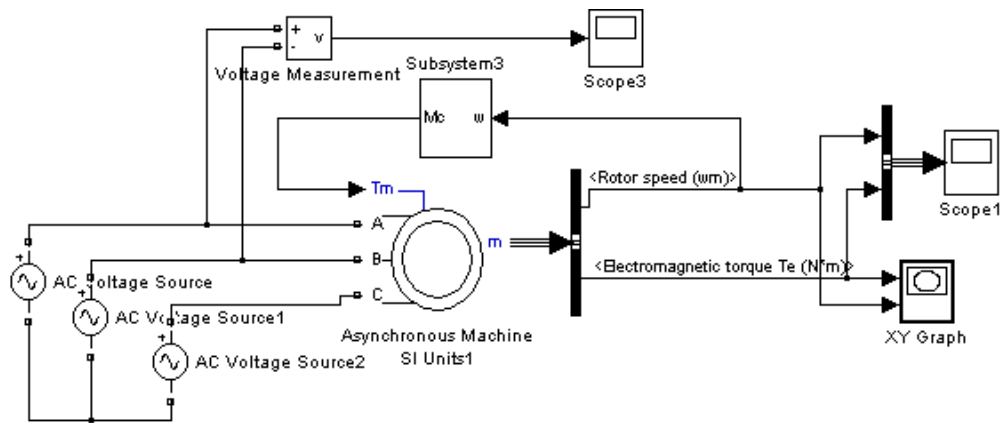 +
-
v
Voltage Measurement
Scope3
Subsystem3
Mc
w
Scope1
<Rotor speed (wm)>
Tm
A
m
B
<Electromagnetic torque Te (N*m)>
C
+
AC Voltage Source
+
AC Voltage Source1
+
AC Voltage Source2
Asynchronous Machine
SI Units1
XY Graph